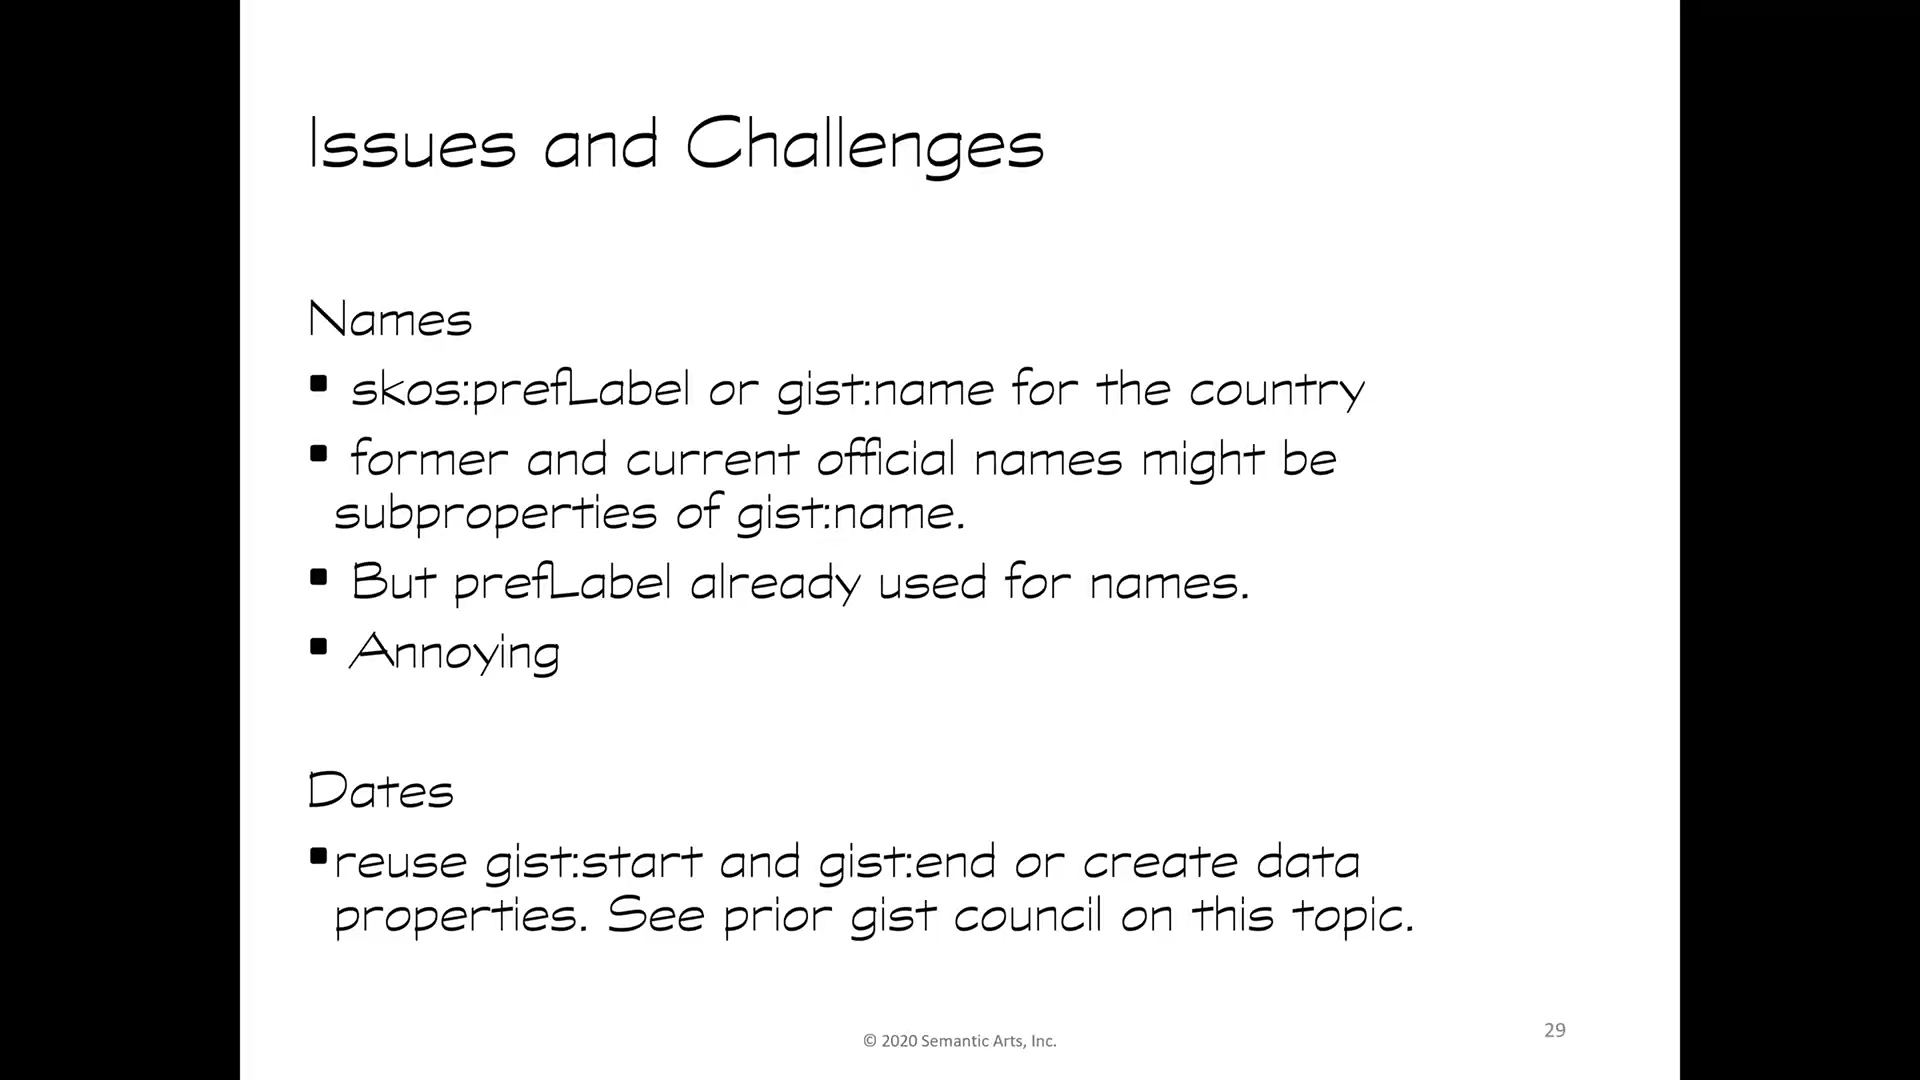 Issues and Challenges
Names
▪ skos:prefLabel or gist:name for the country
▪ former and current official names might be
subproperties of gist:name.
▪ But prefLabel already used for names.
▪ Annoying
Dates
▪ reuse gist:start and gist:end or create data
properties. See prior gist council on this topic.
29
© 2020 Semantic Arts, Inc.